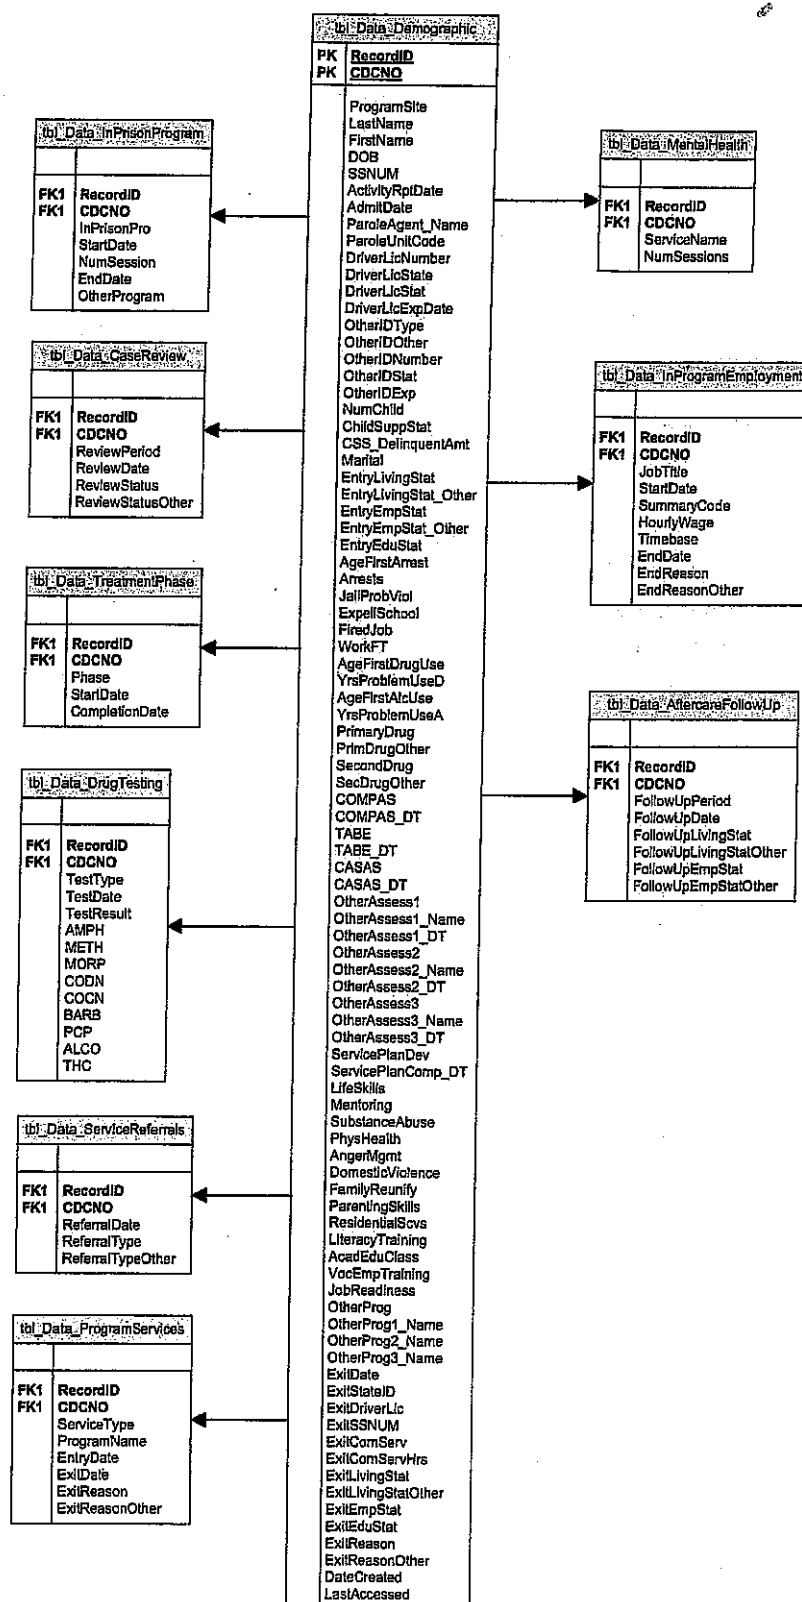 tbl_Data_Demographic
PK RecordID
PK CDCNO
ProgramSite
LastName
FirstName
DOB
SSNUM
ActivityRptDate
AdmitDate
ParoleAgent_Name
ParoleUnitCode
DriverLicNumber
DriverLicState
DriverLicStat
DriverLicExpDate
OtherIDType
OtherIDOther
OtherIDNumber
OtherIDStat
OtherIDExp
NumChild
ChildSuppStat
CSS_DelinquentAmt
Marital
EntryLivingStat
EntryLivingStat_Other
EntryEmpStat
EntryEmpStat_Other
EntryEduStat
AgeFirstArrest
Arrests
JailProbViol
ExpellSchool
FiredJob
WorkFT
AgeFirstDrugUse
YrsProblemUseD
AgeFirstAlcUse
YrsProblemUseA
PrimaryDrug
PrimDrugOther
SecondDrug
SecDrugOther
COMPAS
COMPAS_DT
TABE
TABE_DT
CASAS
CASAS_DT
OtherAssess1
OtherAssess1_Name
OtherAssess1_DT
OtherAssess2
OtherAssess2_Name
OtherAssess2_DT
OtherAssess3
OtherAssess3_Name
OtherAssess3_DT
ServicePlanDev
ServicePlanComp_DT
LifeSkills
Mentoring
SubstanceAbuse
PhysHealth
AngerMgmt
DomesticViolence
FamilyReunify
ParentingSkills
ResidentialScvs
LiteracyTraining
AcadEduClass
VocEmpTraining
JobReadiness
OtherProg
OtherProg1_Name
OtherProg2_Name
OtherProg3_Name
ExitDate
ExitStateID
ExitDriverLic
ExitSSNUM
ExitComServ
ExitComServHrs
ExitLivingStat
ExitLivingStatOther
ExitEmpStat
ExitEduStat
ExitReason
ExitReasonOther
DateCreated
LastAccessed
tbl_Data_InPrisonProgram
FK1 RecordID
FK1 CDCNO
InPrisonPro
StartDate
NumSession
EndDate
OtherProgram
tbl_Data_CaseReview
FK1 RecordID
FK1 CDCNO
ReviewPeriod
ReviewDate
ReviewStatus
ReviewStatusOther
tbl_Data_TreatmentPhase
FK1 RecordID
FK1 CDCNO
Phase
StartDate
CompletionDate
tbl_Data_DrugTesting
FK1 RecordID
FK1 CDCNO
TestType
TestDate
TestResult
AMPH
METH
MORP
CODN
COCN
BARB
PCP
ALCO
THC
tbl_Data_ServiceReferrals
FK1 RecordID
FK1 CDCNO
ReferralDate
ReferralType
ReferralTypeOther
tbl_Data_ProgramServices
FK1 RecordID
FK1 CDCNO
ServiceType
ProgramName
EntryDate
ExitDate
ExitReason
ExitReasonOther
tbl_Data_MentalHealth
FK1 RecordID
FK1 CDCNO
ServiceName
NumSessions
tbl_Data_InProgramEmployment
FK1 RecordID
FK1 CDCNO
JobTitle
StartDate
SummaryCode
HourlyWage
Timebase
EndDate
EndReason
EndReasonOther
tbl_Data_AftercareFollowUp
FK1 RecordID
FK1 CDCNO
FollowUpPeriod
FollowUpDate
FollowUpLivingStat
FollowUpLivingStatOther
FollowUpEmpStat
FollowUpEmpStatOther